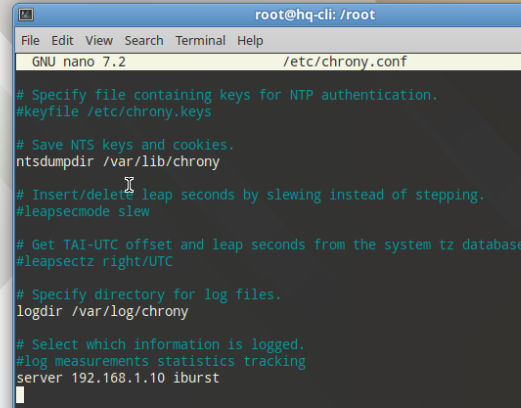 root@hq-cli: /root
File Edit View Search Terminal Help
GNU nano 7.2 /etc/chrony.conf
# Specify file containing keys for NTP authentication.
#keyfile /etc/chrony.keys
# Save NTS keys and cookies.
ntsdumpdir /var/lib/chrony
# Insert/delete leap seconds by slewing instead of stepping.
#leapsecmode slew
# Get TAI-UTC offset and leap seconds from the system tz database
#leapsectz right/UTC
# Specify directory for log files.
logdir /var/log/chrony
# Select which information is logged.
#log measurements statistics tracking
server 192.168.1.10 iburst